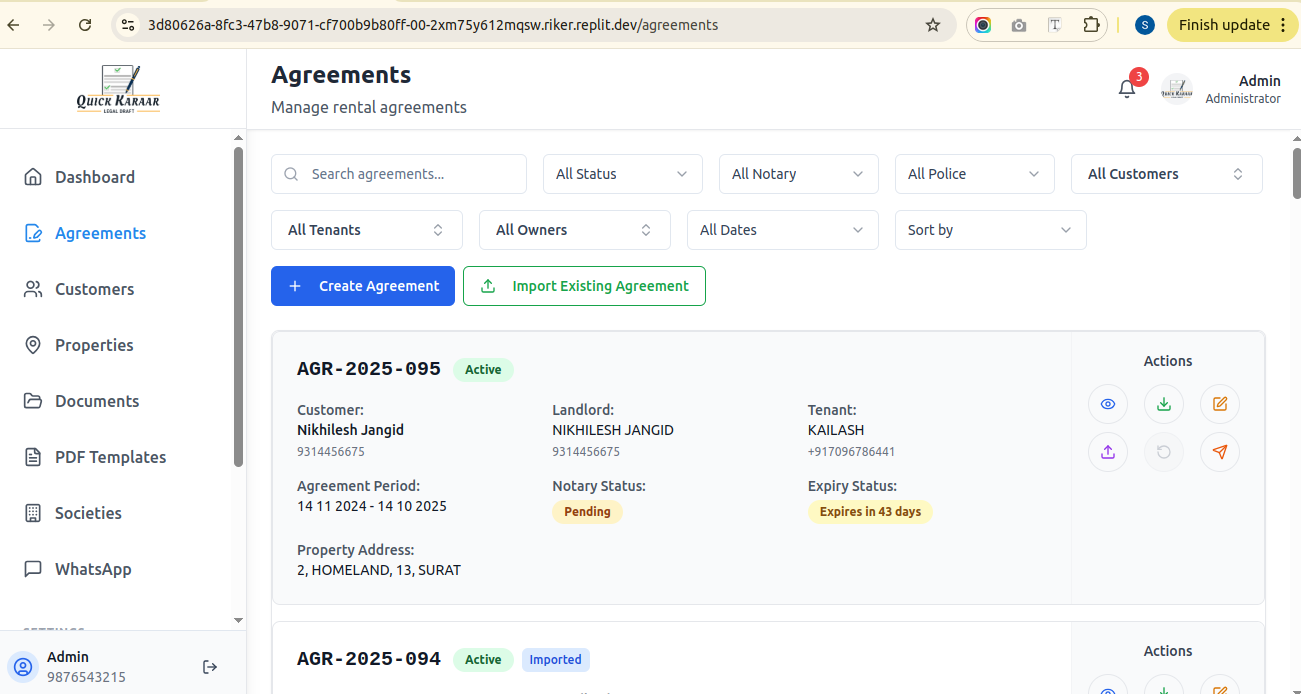 3d80626a-8fc3-47b8-9071-cf700b9b80ff-00-2xm75y612mqsw.riker.replit.dev/agreements
T
S
Finish update
QUICK KARAAR
LEGAL DRAFT
Agreements
Manage rental agreements
3
Admin
Administrator
Dashboard
Agreements
Customers
Properties
Documents
PDF Templates
Societies
WhatsApp
SETTINGS
Admin
9876543215
Search agreements...
All Status
All Notary
All Police
All Customers
All Tenants
All Owners
All Dates
Sort by
Create Agreement
Import Existing Agreement
AGR-2025-095 Active
Actions
Customer:
Nikhilesh Jangid
9314456675
Landlord:
NIKHILESH JANGID
9314456675
Tenant:
KAILASH
+917096786441
Agreement Period:
14 11 2024 - 14 10 2025
Notary Status:
Pending
Expiry Status:
Expires in 43 days
Property Address:
2, HOMELAND, 13, SURAT
AGR-2025-094 Active Imported
Actions